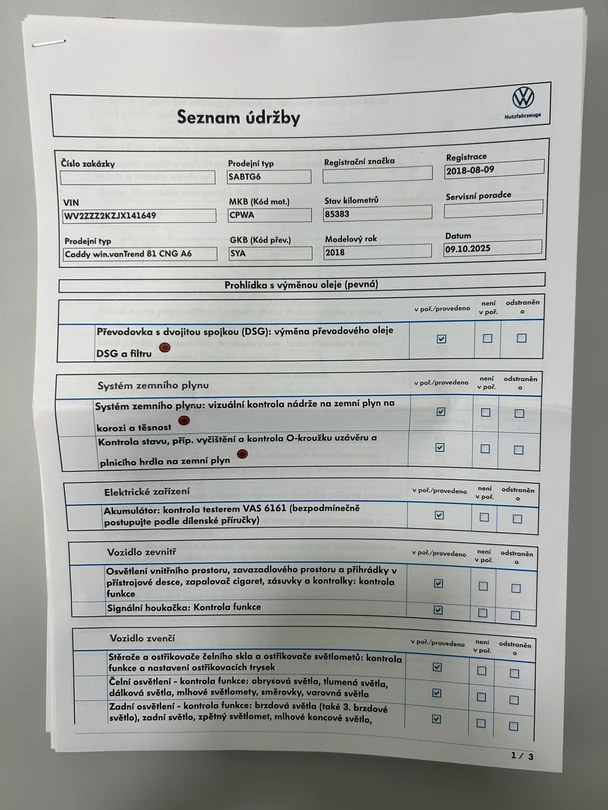 Seznam údržby
Nutzfahrzeuge
Číslo zakázky
Prodejní typ
SABTG6
Registrační značka
Registrace
2018-08-09
VIN
WV2ZZZ2KZJX141649
MKB (Kód mot.)
CPWA
Stav kilometrů
85383
Servisní poradce
Prodejní typ
Caddy win.vanTrend 81 CNG A6
GKB (Kód přev.)
SYA
Modelový rok
2018
Datum
09.10.2025
Prohlídka s výměnou oleje (pevná)
v poř./provedeno
není
v poř.
odstraněn
o
Převodovka s dvojitou spojkou (DSG): výměna převodového oleje
DSG a filtru
Systém zemního plynu
v poř./provedeno
není
v poř.
odstraněn
o
Systém zemního plynu: vizuální kontrola nádrže na zemní plyn na
korozi a těsnost
Kontrola stavu, příp. vyčištění a kontrola O-kroužku uzávěru a
plnicího hrdla na zemní plyn
Elektrické zařízení
v poř./provedeno
není
v poř.
odstraněn
o
Akumulátor: kontrola testerem VAS 6161 (bezpodmínečně
postupujte podle dílenské příručky)
Vozidlo zevnitř
v poř./provedeno
není
v poř.
odstraněn
o
Osvětlení vnitřního prostoru, zavazadlového prostoru a přihrádky v
přístrojové desce, zapalovač cigaret, zásuvky a kontrolky: kontrola
funkce
Signální houkačka: Kontrola funkce
Vozidlo zvenčí
v poř./provedeno
není
v poř.
odstraněn
o
Stěrače a ostřikovače čelního skla a ostřikovače světlometů: kontrola
funkce a nastavení ostřikovacích trysek
Čelní osvětlení - kontrola funkce: obrysová světla, tlumená světla,
dálková světla, mlhové světlomety, směrovky, varovná světla
Zadní osvětlení - kontrola funkce: brzdová světla (také 3. brzdové
světlo), zadní světlo, zpětný světlomet, mlhové koncové světlo,
1 / 3